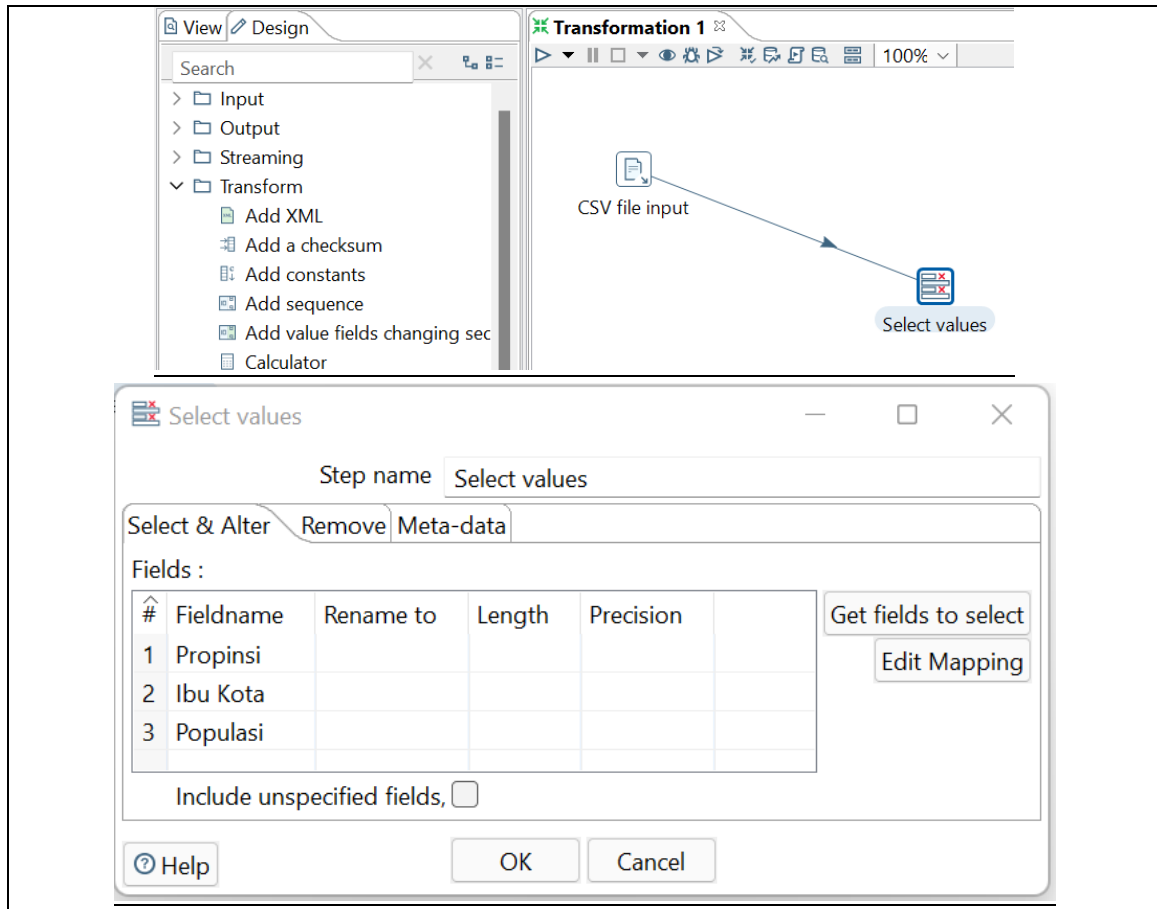 View Design
Transformation 1
Search
100%
Input
Output
Streaming
Transform
Add XML
Add a checksum
Add constants
Add sequence
Add value fields changing sec
Calculator
CSV file input
Select values
Select values
Step name Select values
Select & Alter Remove Meta-data
Fields :
# Fieldname Rename to Length Precision
Get fields to select
1 Propinsi
Edit Mapping
2 Ibu Kota
3 Populasi
Include unspecified fields,
Help OK Cancel